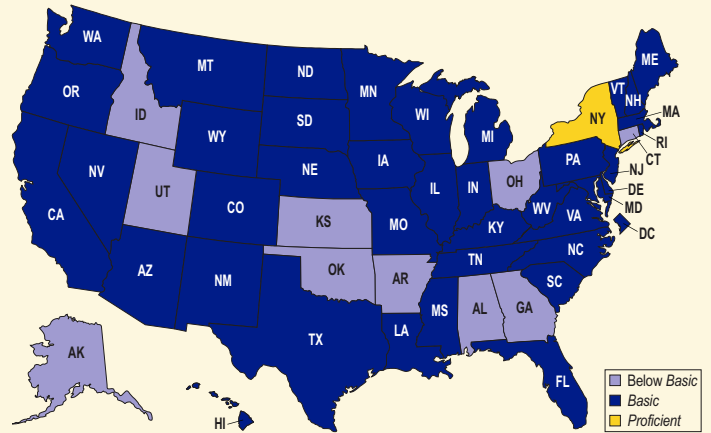 WA
MT
ND
MN
ME
VT
NH
OR
ID
WY
SD
WI
MI
NY
MA
RI
CT
NV
UT
CO
NE
IA
IL
IN
OH
PA
NJ
DE
MD
CA
KS
MO
KY
WV
VA
DC
AZ
NM
OK
AR
TN
NC
SC
TX
LA
MS
AL
GA
FL
AK
HI
Below Basic
Basic
Proficient